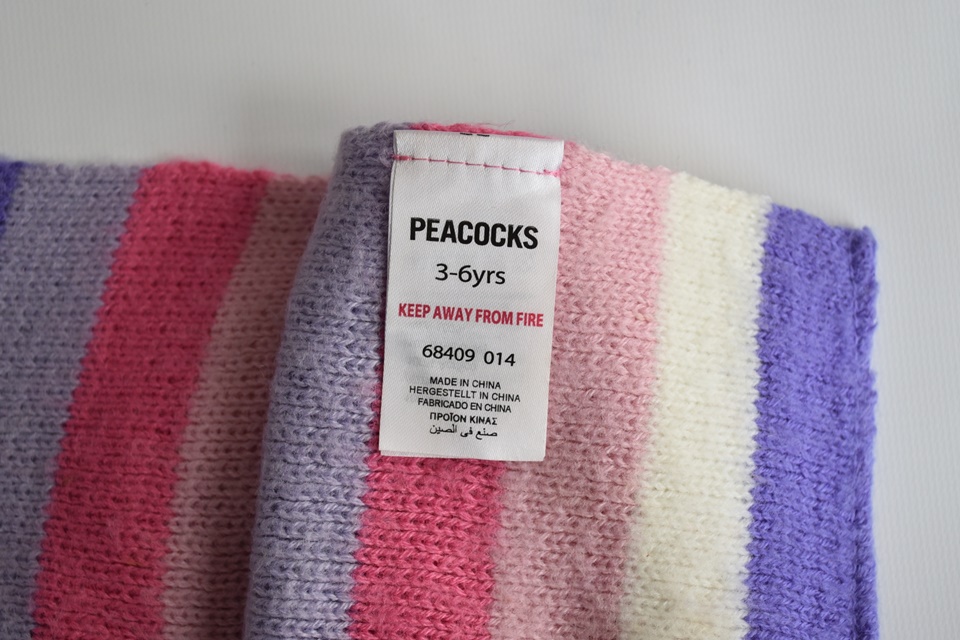 PEACOCKS
3-6yrs
KEEP AWAY FROM FIRE
68409 014
MADE IN CHINA
HERGESTELLT IN CHINA
FABRICADO EN CHINA
ΠΡΟΪΟΝ ΚΙΝΑΣ
صنع فى الصين